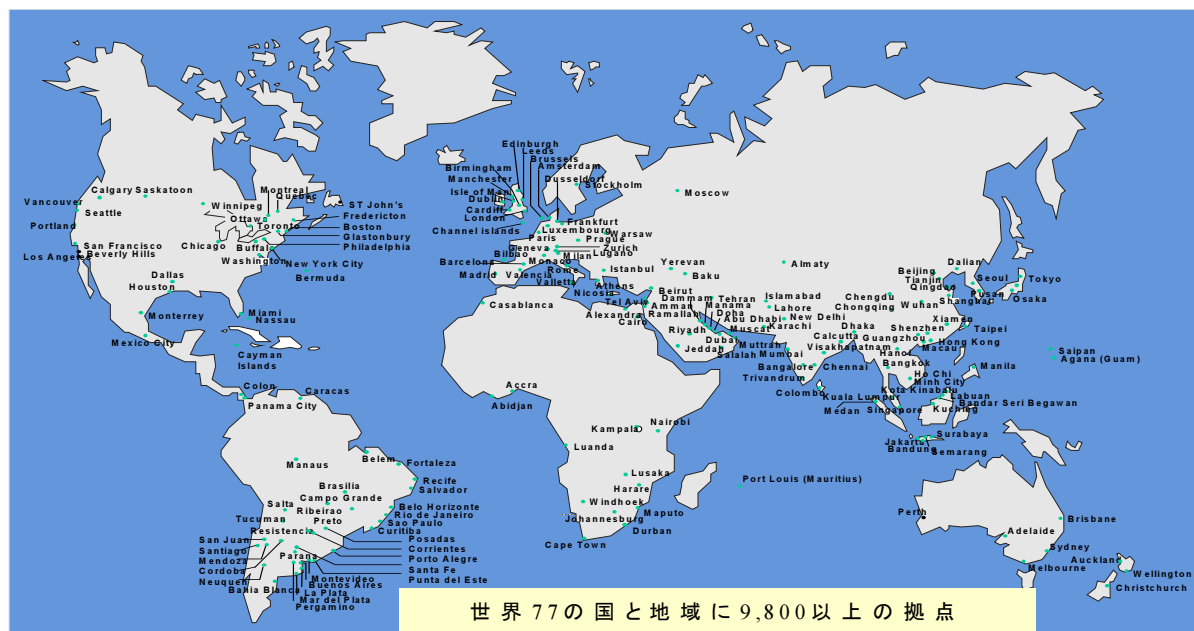 Edinburgh
Leeds
Brussels
Amsterdam
Birmingham
Dusseldorf
Manchester
Stockholm
Isle of Man
Dublin
Cardiff
London
Channel islands
Frankfurt
Luxembourg
Warsaw
Paris
Prague
Geneva
Zurich
Bilbao
Milan
Lugano
Barcelona
Monaco
Madrid
Valencia
Rome
Istanbul
Valletta
Athens
Nicosia
Moscow
Yerevan
Baku
Almaty
Calgary
Saskatoon
Montreal
Quebec
Vancouver
Winnipeg
ST John's
Seattle
Ottawa
Fredericton
Portland
Toronto
Boston
Glastonbury
San Francisco
Chicago
Buffalo
Philadelphia
Los Angeles
Beverly Hills
Washington
New York City
Bermuda
Dallas
Houston
Monterrey
Miami
Nassau
Mexico City
Cayman
Islands
Colon
Caracas
Panama City
Casablanca
Tel Aviv
Alexandra
Cairo
Beirut
Amman
Ramallah
Dammam
Tehran
Manama
Doha
Abu Dhabi
Riyadh
Muscat
Dubai
Muttrah
Jeddah
Salalah
Islamabad
Lahore
New Delhi
Karachi
Dhaka
Calcutta
Visakhapatnam
Mumbai
Bangalore
Chennai
Trivandrum
Colombo
Beijing
Dalian
Tianjin
Seoul
Tokyo
Qingdao
Chengdu
Pusan
Chongqing
Wuhan
Shanghai
Osaka
Xiamen
Shenzhen
Taipei
Guangzhou
Hong Kong
Macau
Hanoi
Bangkok
Manila
Saipan
Agana (Guam)
Ho Chi
Minh City
Kota Kinabalu
Labuan
Kuala Lumpur
Bandar Seri Begawan
Medan
Singapore
Kuching
Jakarta
Surabaya
Bandung
Semarang
Accra
Abidjan
Nairobi
Kampala
Luanda
Lusaka
Harare
Port Louis (Mauritius)
Windhoek
Maputo
Johannesburg
Durban
Cape Town
Manaus
Belem
Fortaleza
Recife
Brasilia
Salvador
Campo Grande
Salta
Ribeirao
Preto
Belo Horizonte
Rio de Janeiro
Tucuman
Sao Paulo
Resistencia
Curitiba
San Juan
Posadas
Santiago
Corrientes
Mendoza
Parana
Porto Alegre
Cordoba
Santa Fe
Neuquen
Montevideo
Punta del Este
Bahia Blanca
Buenos Aires
La Plata
Mar del Plata
Pergamino
Perth
Brisbane
Adelaide
Sydney
Melbourne
Auckland
Wellington
Christchurch
世界77の国と地域に9,800以上の拠点